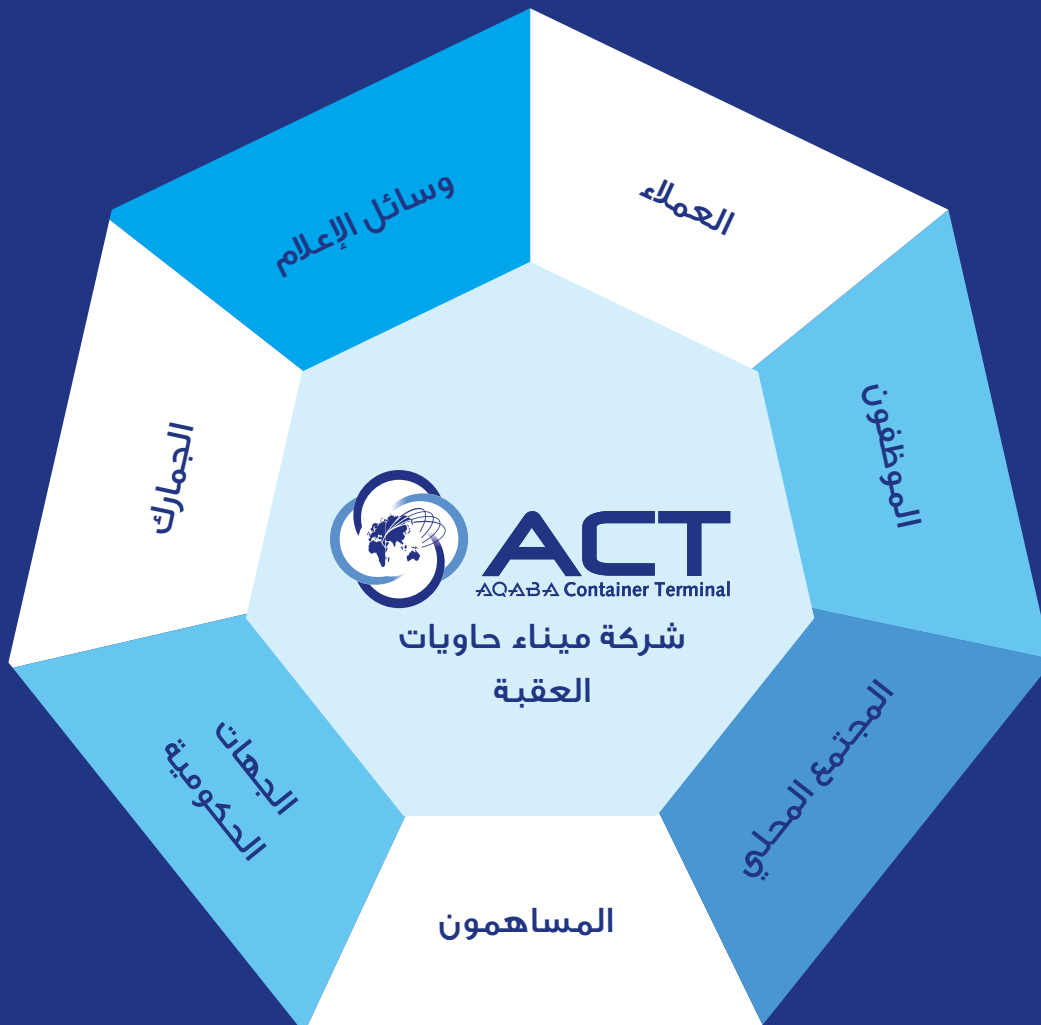 العملاء
وسائل الإعلام
الموظفون
الجمارك
ACT
AQABA Container Terminal
شركة ميناء حاويات
العقبة
المجتمع المحلي
الجهات
الحكومية
المساهمون